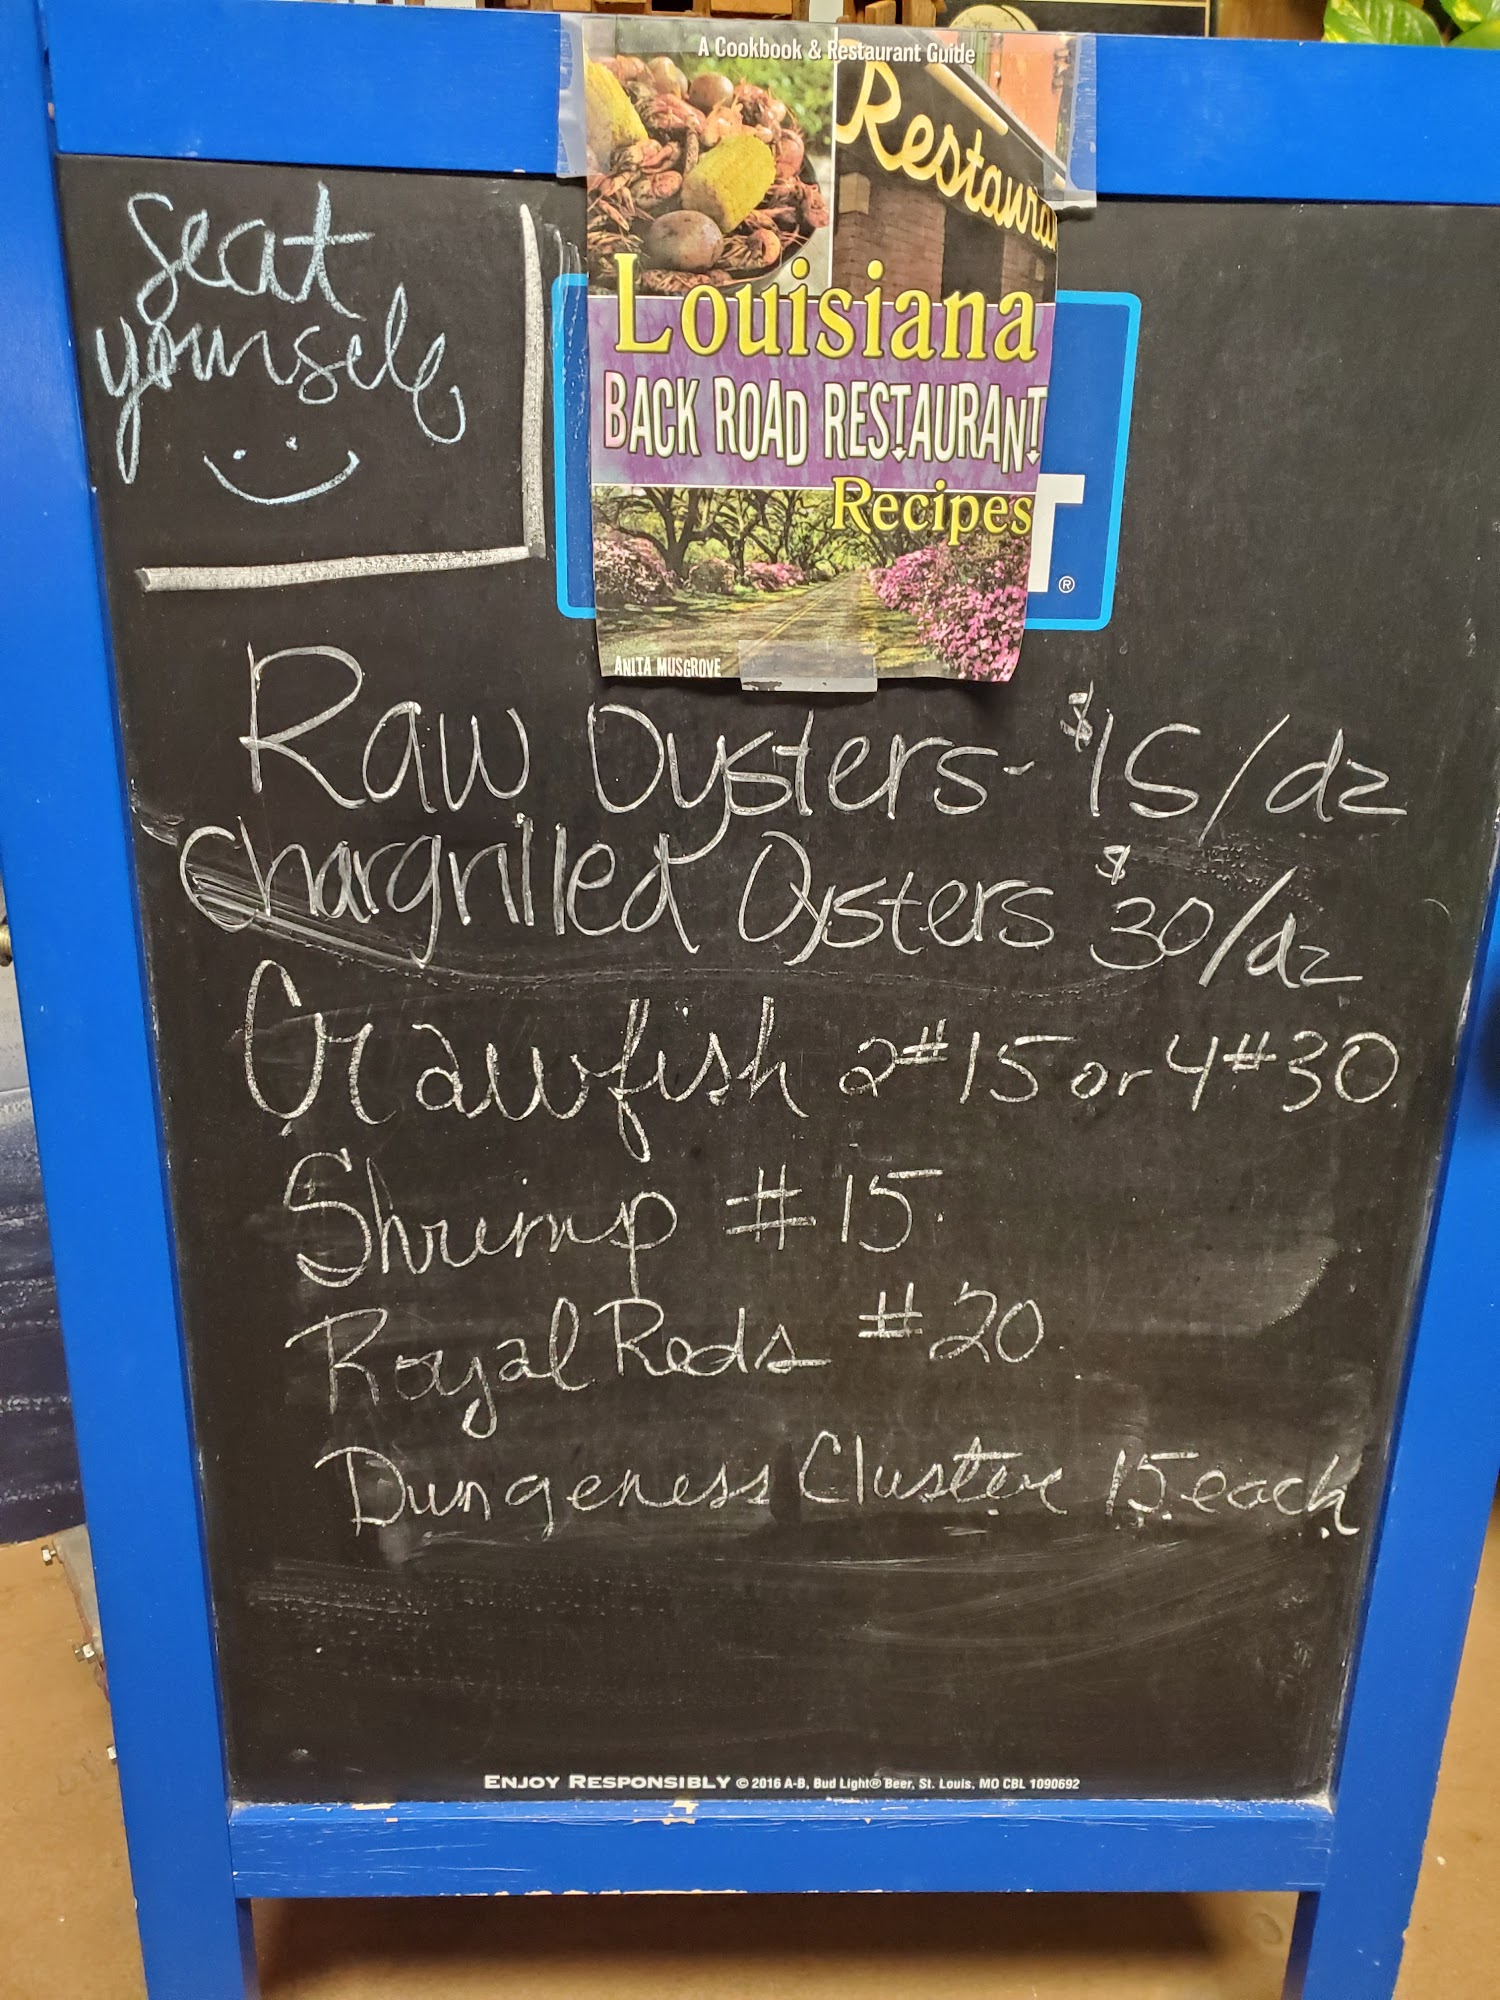 A Cookbook & Restaurant Guide
Restaura
Louisiana
BACK ROAD RESTAURANT
Recipes
ANITA MUSGROVE
T
®
seat
yourself
Raw Oysters - $15/dz
Chargrilled Oysters $30/dz
Crawfish 2# 15 or 4# 30
Shrimp # 15
Royal Reds # 20
Dungeness Cluster 15 each
ENJOY RESPONSIBLY © 2016 A-B, Bud Light® Beer, St. Louis, MO CBL 1090692